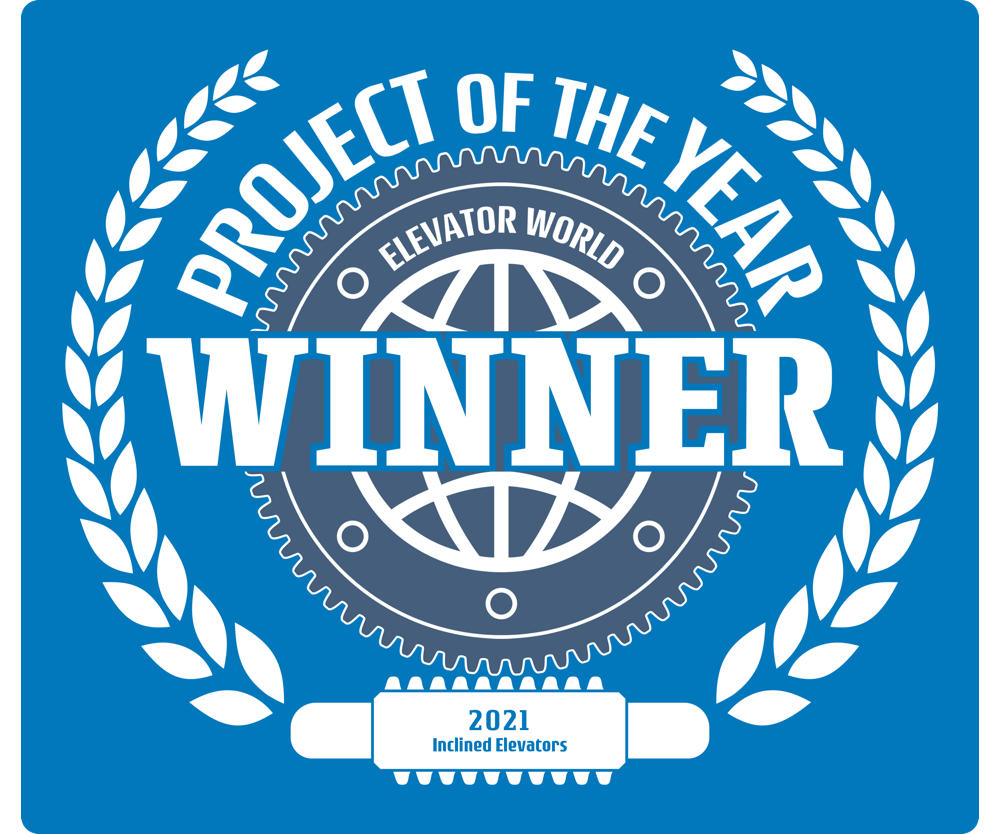 PROJECT OF THE YEAR
ELEVATOR WORLD
WINNER
2021
Inclined Elevators